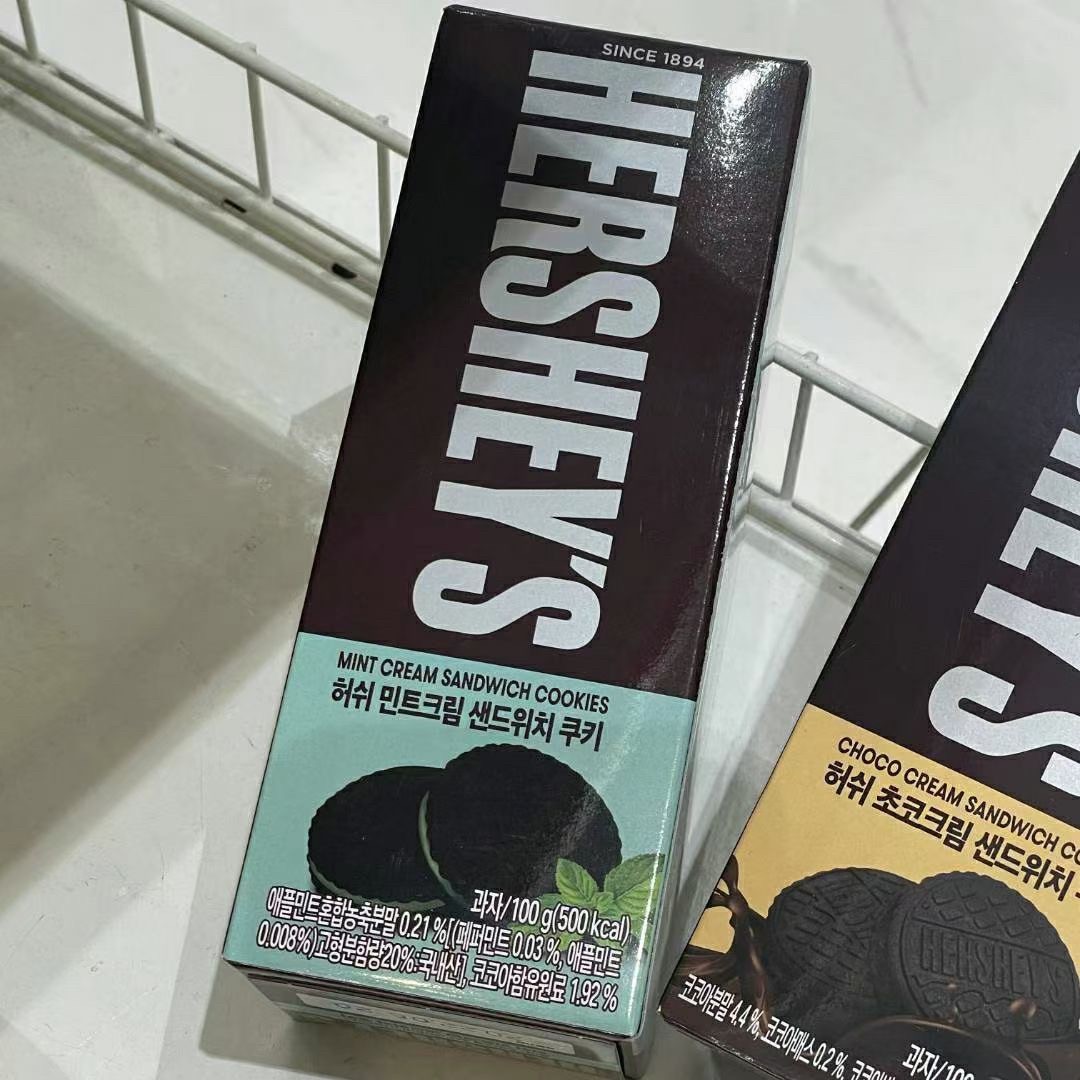 SINCE 1894
HERSHEY'S
MINT CREAM SANDWICH COOKIES
허쉬 민트크림 샌드위치 쿠키
과자/100 g(500 kcal)
애플민트혼합농축분말 0.21 %[(페퍼민트 0.03 %, 애플민트
0.008%)고형분함량20%:국내산], 코코아함유원료 1.92 %
CHOCO CREAM SANDWICH
허쉬 초코크림 샌드위치
HERSHEY'S
코코아분말 4.4 %, 코코아매스 0.2 %,
과자/100